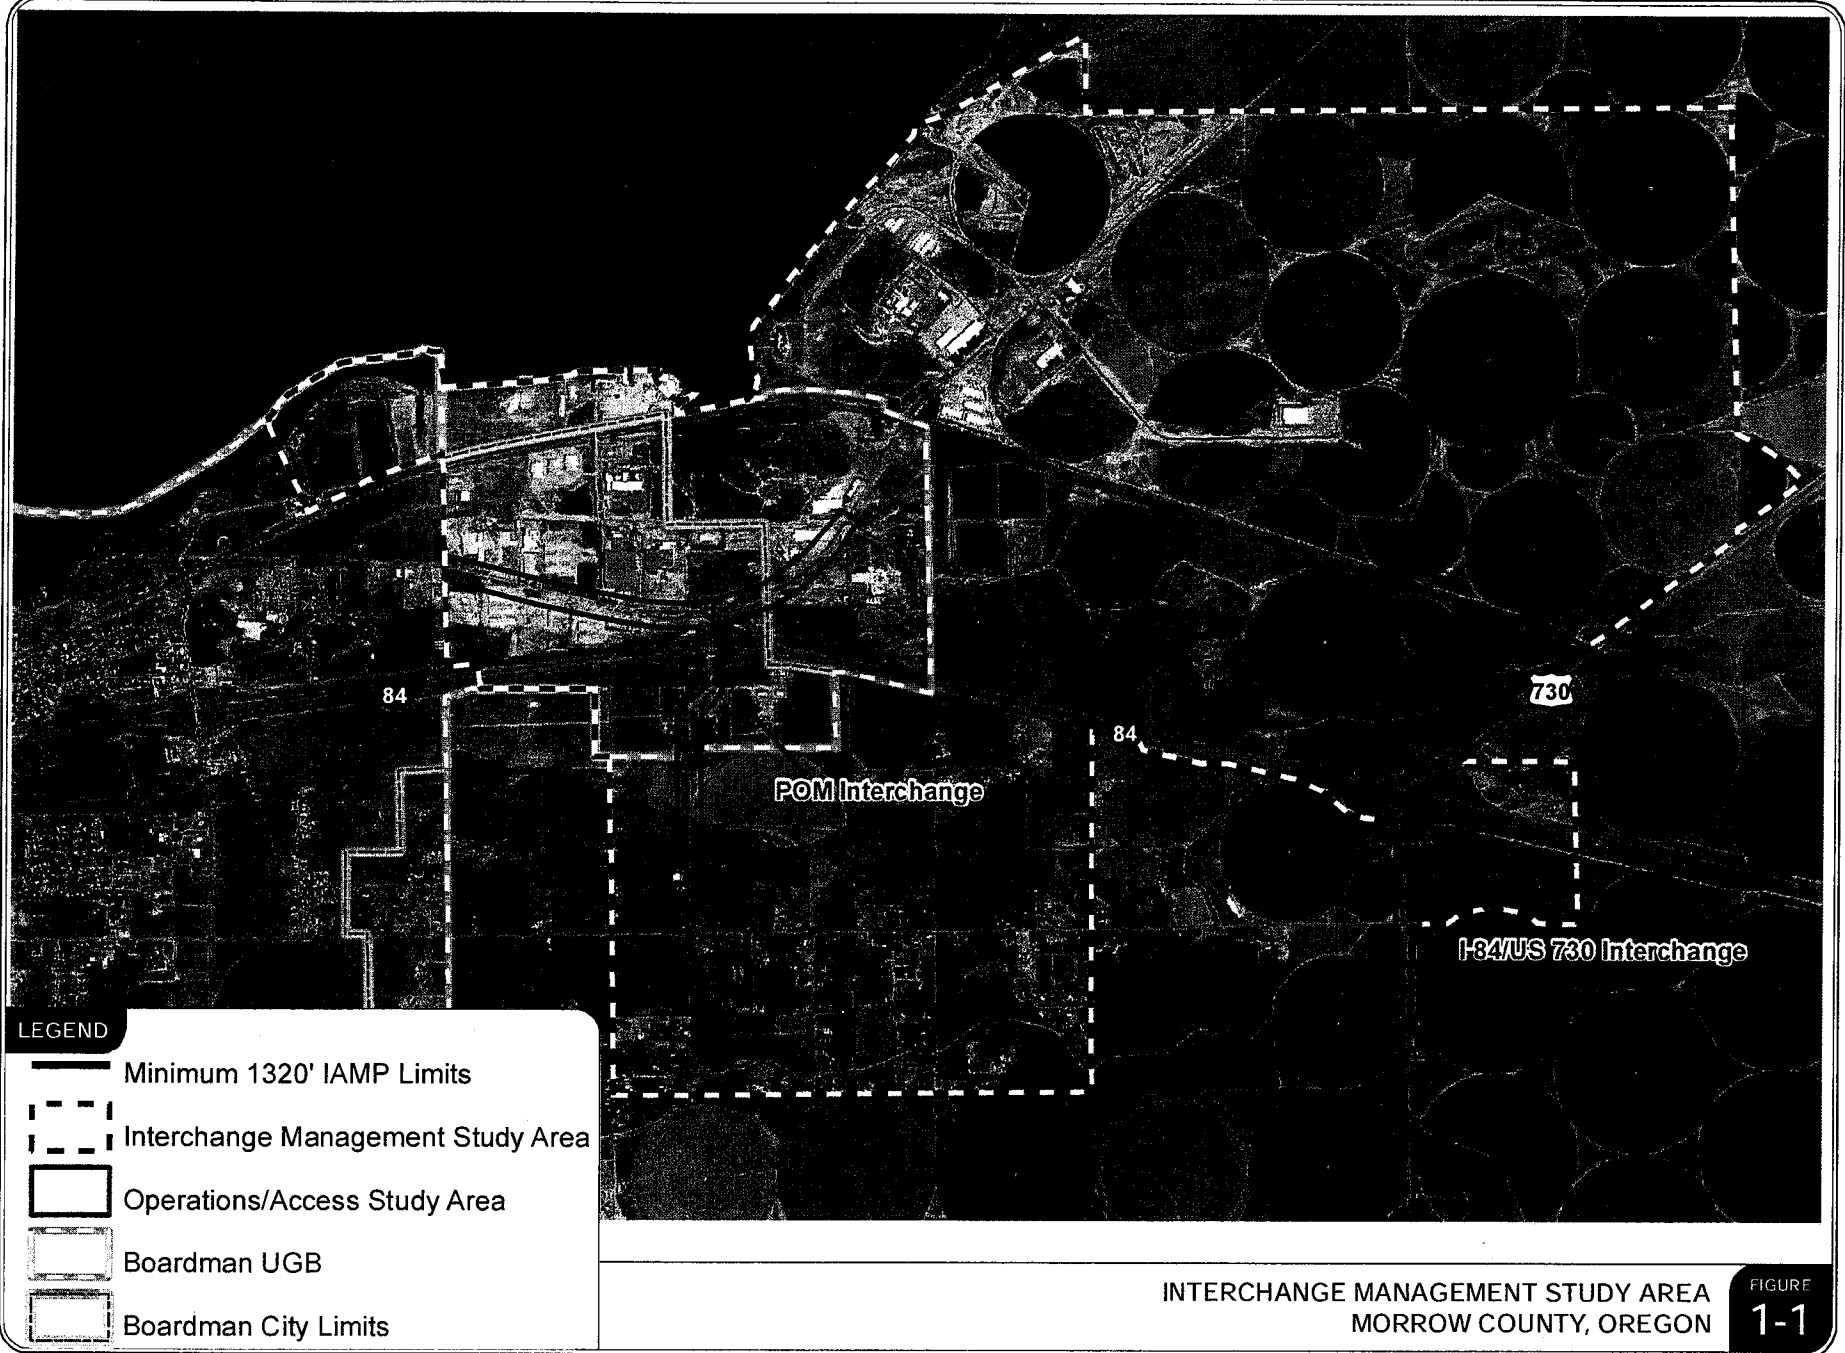 84
730
84
POM Interchange
I-84/US 730 Interchange
LEGEND
Minimum 1320' IAMP Limits
Interchange Management Study Area
Operations/Access Study Area
Boardman UGB
Boardman City Limits
INTERCHANGE MANAGEMENT STUDY AREA
MORROW COUNTY, OREGON
FIGURE
1-1